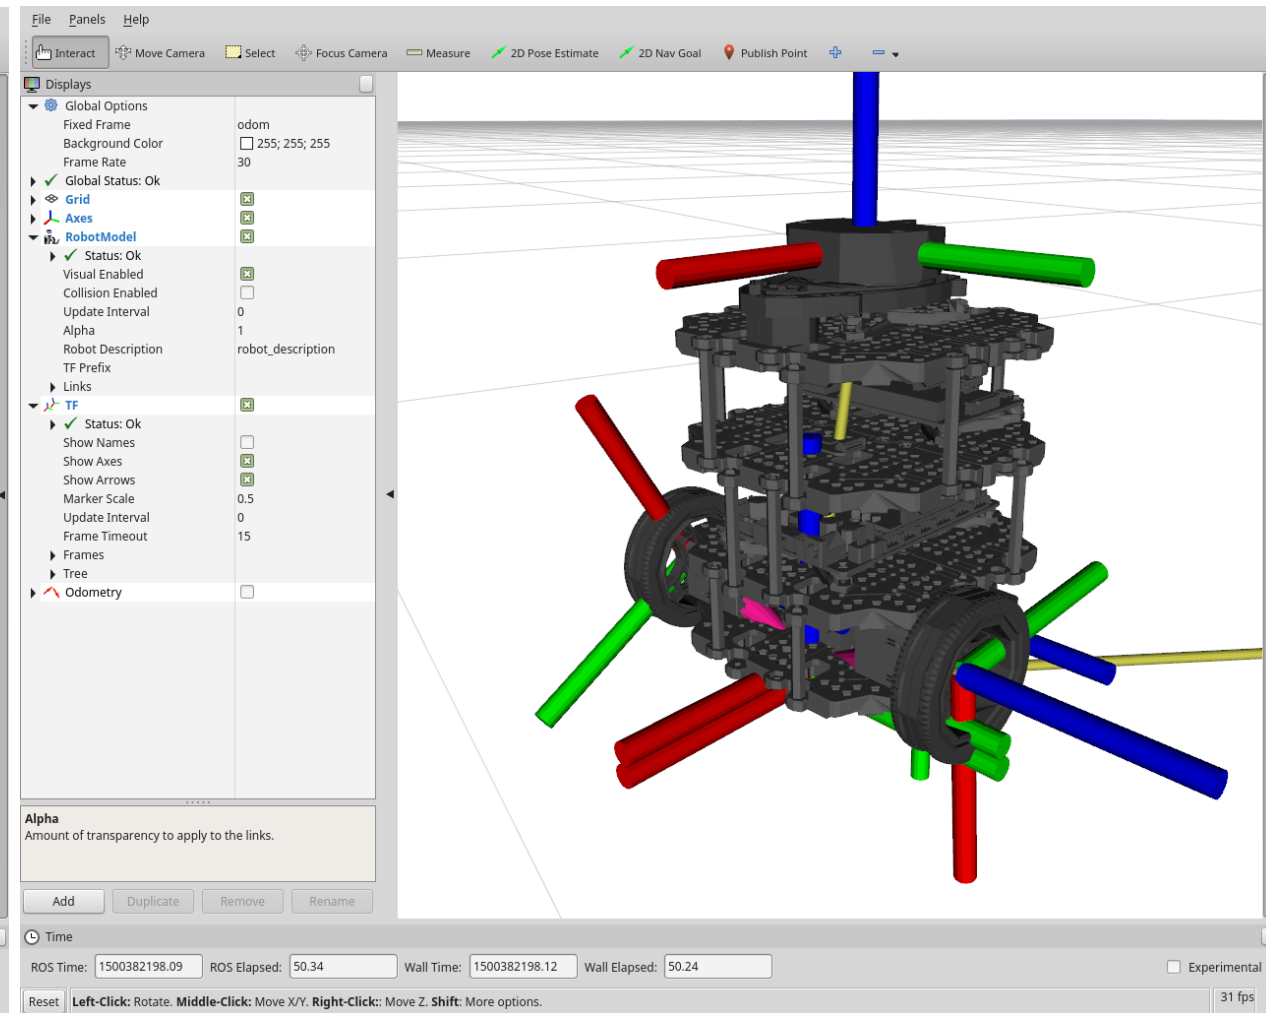 File Panels Help
Interact Move Camera Select Focus Camera Measure 2D Pose Estimate 2D Nav Goal Publish Point
Displays
Global Options
Fixed Frame odom
Background Color 255; 255; 255
Frame Rate 30
Global Status: Ok
Grid
Axes
RobotModel
Status: Ok
Visual Enabled
Collision Enabled
Update Interval 0
Alpha 1
Robot Description robot_description
TF Prefix
Links
TF
Status: Ok
Show Names
Show Axes
Show Arrows
Marker Scale 0.5
Update Interval 0
Frame Timeout 15
Frames
Tree
Odometry
Alpha
Amount of transparency to apply to the links.
Add Duplicate Remove Rename
Time
ROS Time: 1500382198.09 ROS Elapsed: 50.34 Wall Time: 1500382198.12 Wall Elapsed: 50.24 Experimental
Reset Left-Click: Rotate. Middle-Click: Move X/Y. Right-Click:: Move Z. Shift: More options. 31 fps